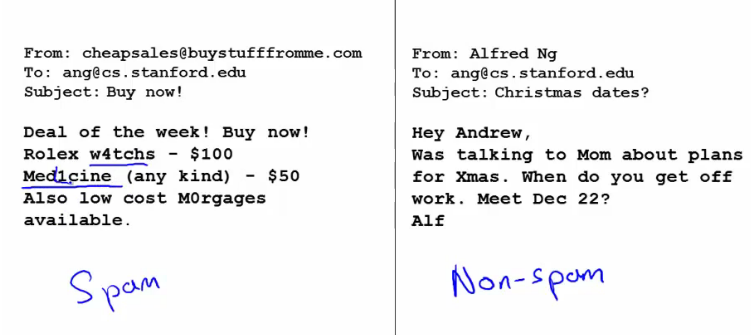 From: cheapsales@buystufffromme.com
To: ang@cs.stanford.edu
Subject: Buy now!
Deal of the week! Buy now!
Rolex w4tchs - $100
Med1cine (any kind) - $50
Also low cost M0rgages
available.
Spam
From: Alfred Ng
To: ang@cs.stanford.edu
Subject: Christmas dates?
Hey Andrew,
Was talking to Mom about plans
for Xmas. When do you get off
work. Meet Dec 22?
Alf
Non-spam